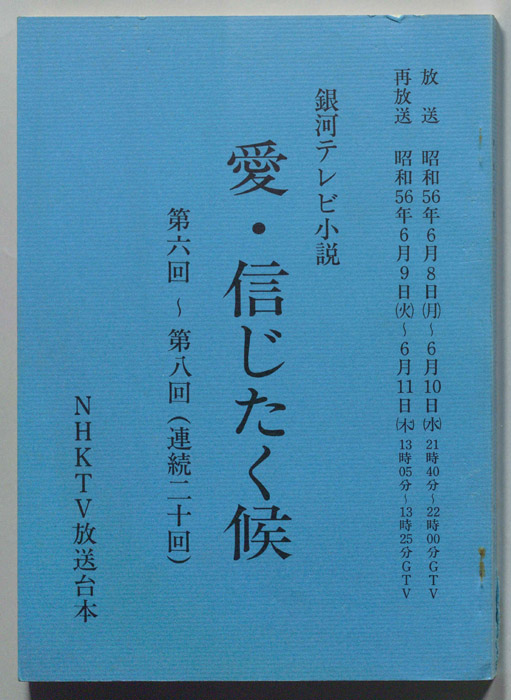 放送 昭和56年6月8日(月)~6月10日(水) 21時40分~22時00分GTV
再放送 昭和56年6月9日(火)~6月11日(木) 13時05分~13時25分GTV
銀河テレビ小説
愛・信じたく候
第六回 ~ 第八回(連続二十回)
NHKTV放送台本